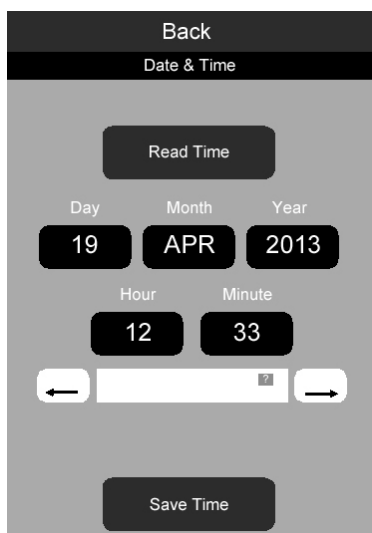 Back
Date & Time
Read Time
Day Month Year
19 APR 2013
Hour Minute
12 33
?
Save Time